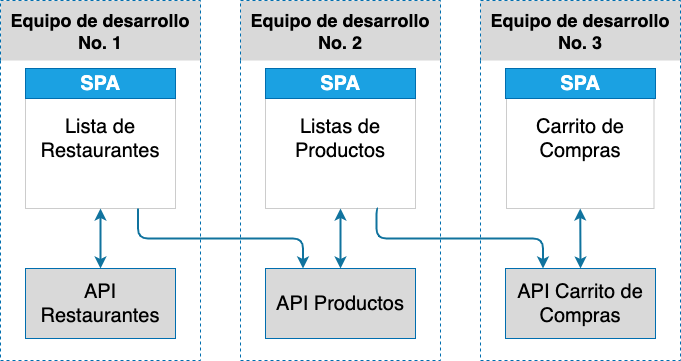 Equipo de desarrollo
No. 1
SPA
Lista de
Restaurantes
API
Restaurantes
Equipo de desarrollo
No. 2
SPA
Listas de
Productos
API Productos
Equipo de desarrollo
No. 3
SPA
Carrito de
Compras
API Carrito de
Compras